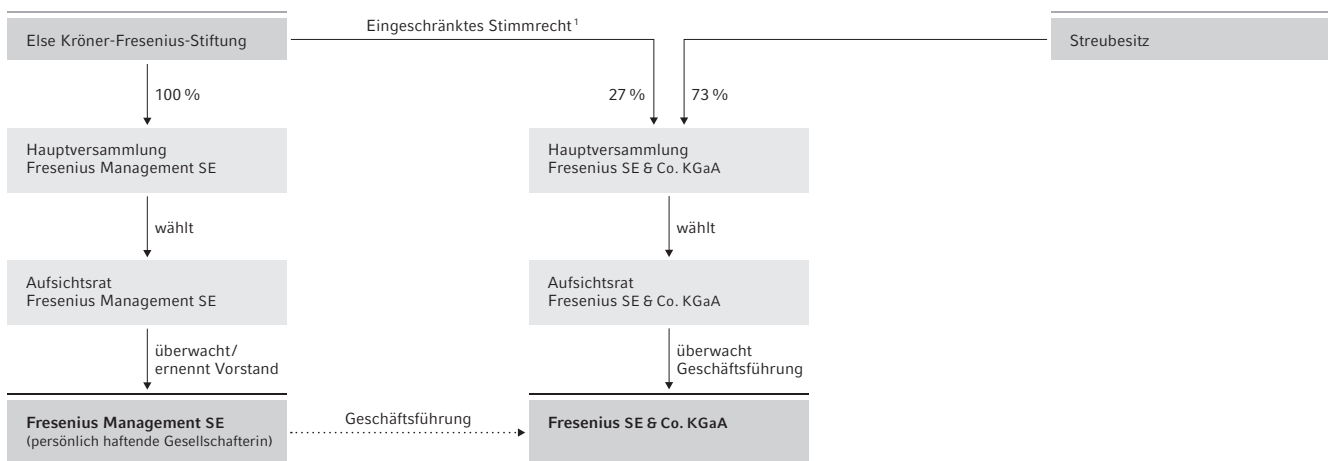 Else Kröner-Fresenius-Stiftung
Eingeschränktes Stimmrecht¹
Streubesitz
100 %
27 %
73 %
Hauptversammlung
Fresenius Management SE
Hauptversammlung
Fresenius SE & Co. KGaA
wählt
wählt
Aufsichtsrat
Fresenius Management SE
Aufsichtsrat
Fresenius SE & Co. KGaA
überwacht/
ernennt Vorstand
überwacht
Geschäftsführung
Fresenius Management SE
(persönlich haftende Gesellschafterin)
Geschäftsführung
Fresenius SE & Co. KGaA